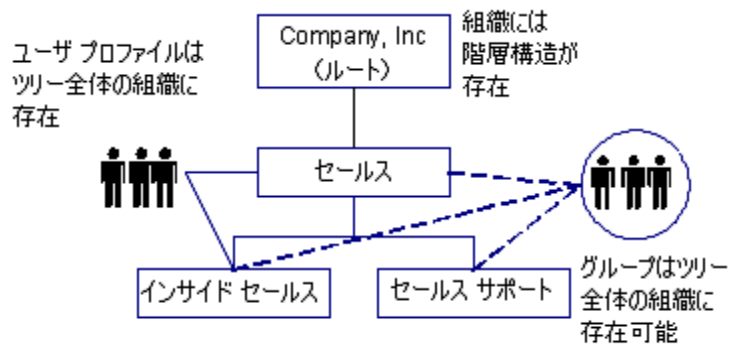 ユーザ プロファイルは
ツリー全体の組織に
存在
Company, Inc
（ルート）
組織には
階層構造が
存在
セールス
インサイド セールス
セールス サポート
グループはツリー
全体の組織に
存在可能